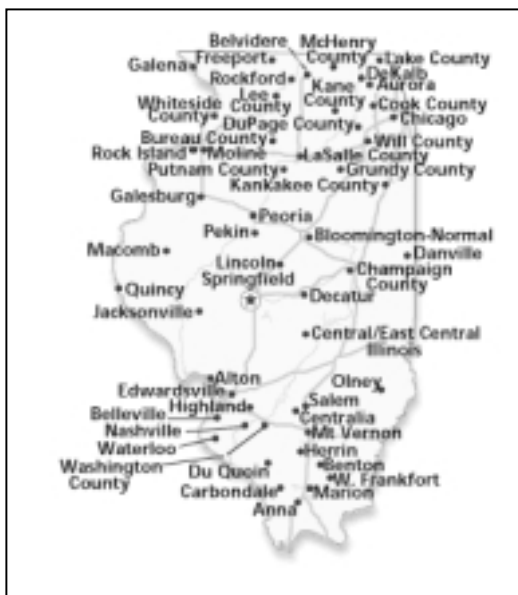 Belvidere
McHenry
County
Freeport
Lake County
Galena
DeKalb
Rockford
Kane
County
Aurora
Lee
County
Whiteside
County
Cook County
Chicago
DuPage County
Bureau County
Will County
Rock Island
Moline
LaSalle County
Putnam County
Grundy County
Kankakee County
Galesburg
Peoria
Pekin
Bloomington-Normal
Macomb
Danville
Lincoln
Springfield
Champaign
County
Quincy
Decatur
Jacksonville
Central/East Central
Illinois
Alton
Olney
Edwardsville
Salem
Highland
Belleville
Centralia
Nashville
Mt. Vernon
Waterloo
Herrin
Washington
County
Benton
Du Quoin
W. Frankfort
Carbondale
Marion
Anna